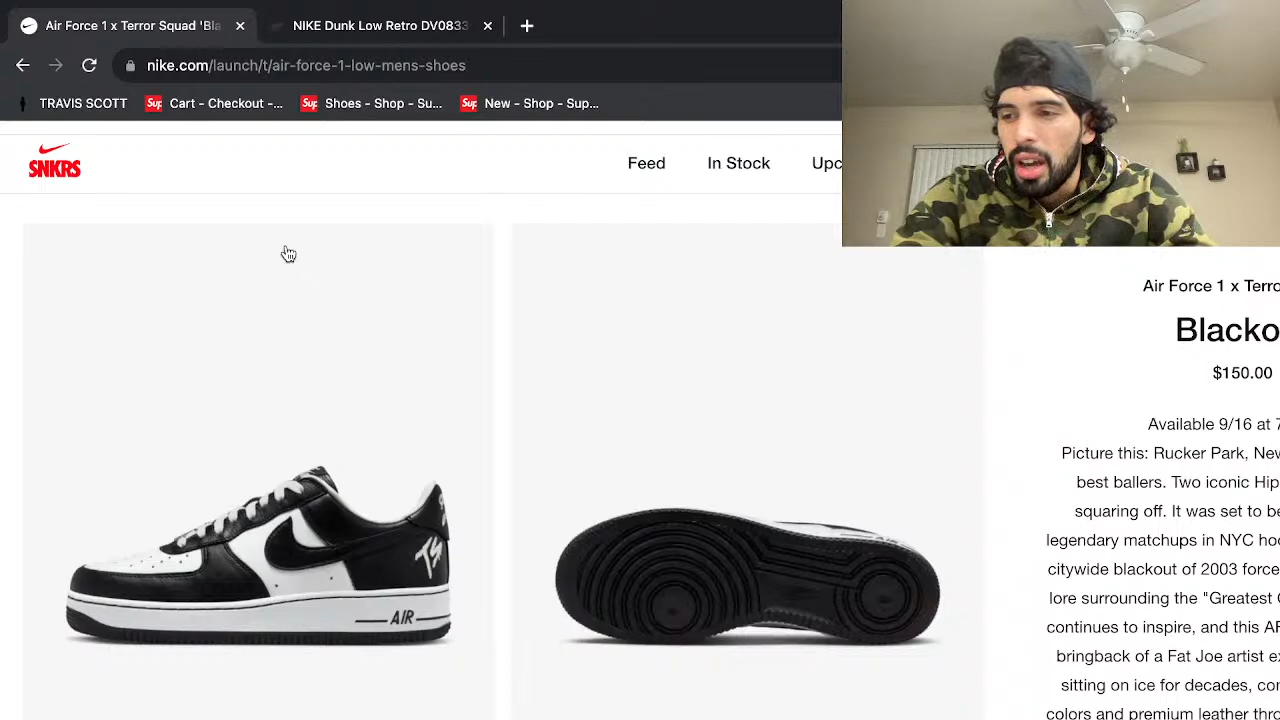 Air Force 1 x Terror Squad 'Bla
NIKE Dunk Low Retro DV0833
nike.com/launch/t/air-force-1-low-mens-shoes
TRAVIS SCOTT
Sup Cart - Checkout -...
Sup Shoes - Shop - Su...
Sup New - Shop - Sup...
SNKRS
Feed
In Stock
Upc
Air Force 1 x Terro
Blacko
$150.00
Available 9/16 at 7
Picture this: Rucker Park, New
best ballers. Two iconic Hip
squaring off. It was set to be
legendary matchups in NYC hoo
citywide blackout of 2003 force
lore surrounding the "Greatest G
continues to inspire, and this AF
bringback of a Fat Joe artist ex
sitting on ice for decades, com
colors and premium leather thro
TS
AIR